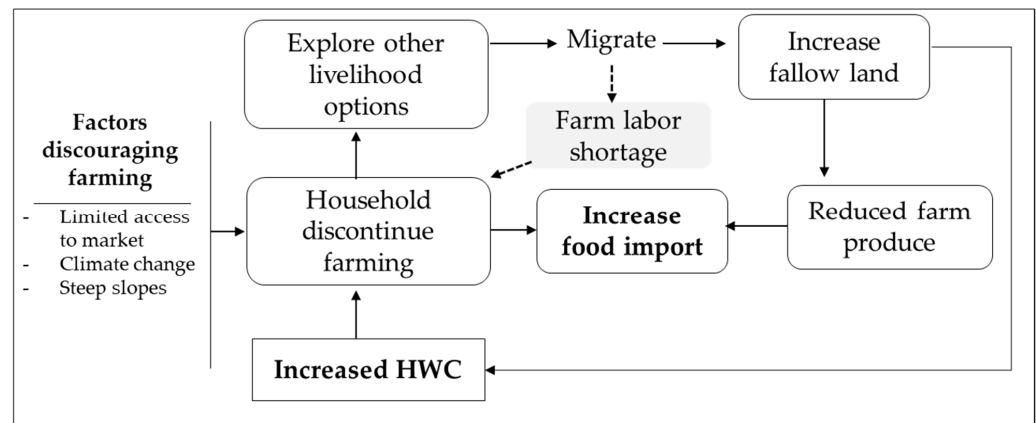 Explore other
livelihood
options
Migrate
Increase
fallow land
Factors
discouraging
farming
Farm labor
shortage
- Limited access
to market
- Climate change
- Steep slopes
Household
discontinue
farming
Increase
food import
Reduced farm
produce
Increased HWC